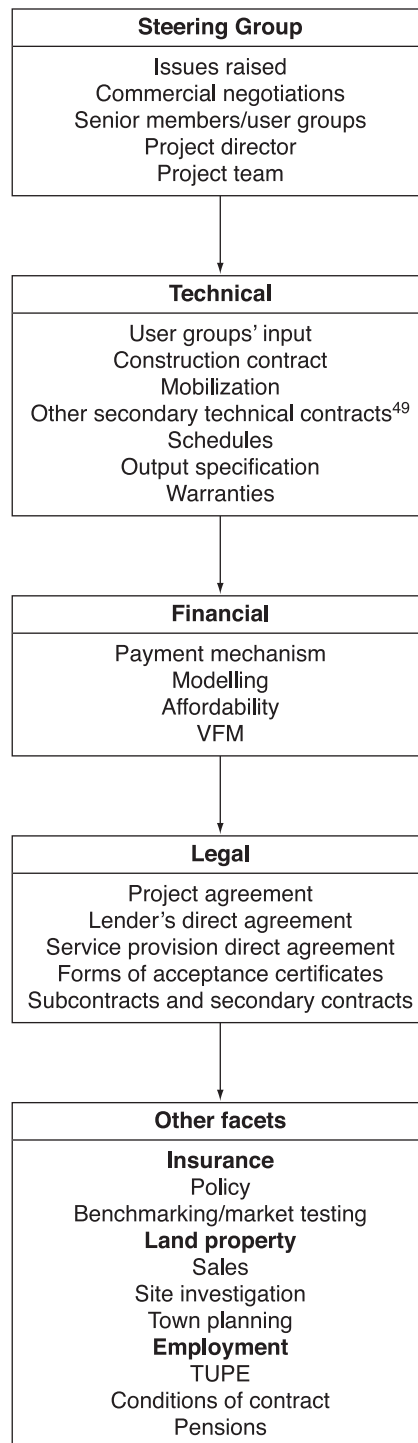 Steering Group
Issues raised
Commercial negotiations
Senior members/user groups
Project director
Project team
Technical
User groups’ input
Construction contract
Mobilization
Other secondary technical contracts⁴⁹
Schedules
Output specification
Warranties
Financial
Payment mechanism
Modelling
Affordability
VFM
Legal
Project agreement
Lender’s direct agreement
Service provision direct agreement
Forms of acceptance certificates
Subcontracts and secondary contracts
Other facets
Insurance
Policy
Benchmarking/market testing
Land property
Sales
Site investigation
Town planning
Employment
TUPE
Conditions of contract
Pensions